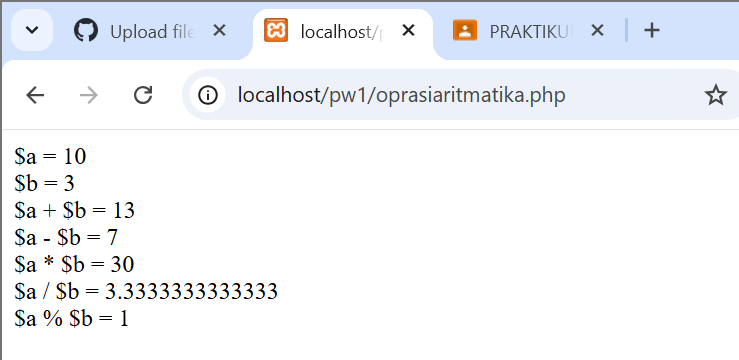 Upload file
localhost/p
PRAKTIKU
localhost/pw1/oprasiaritmatika.php
$a = 10
$b = 3
$a + $b = 13
$a - $b = 7
$a * $b = 30
$a / $b = 3.3333333333333
$a % $b = 1